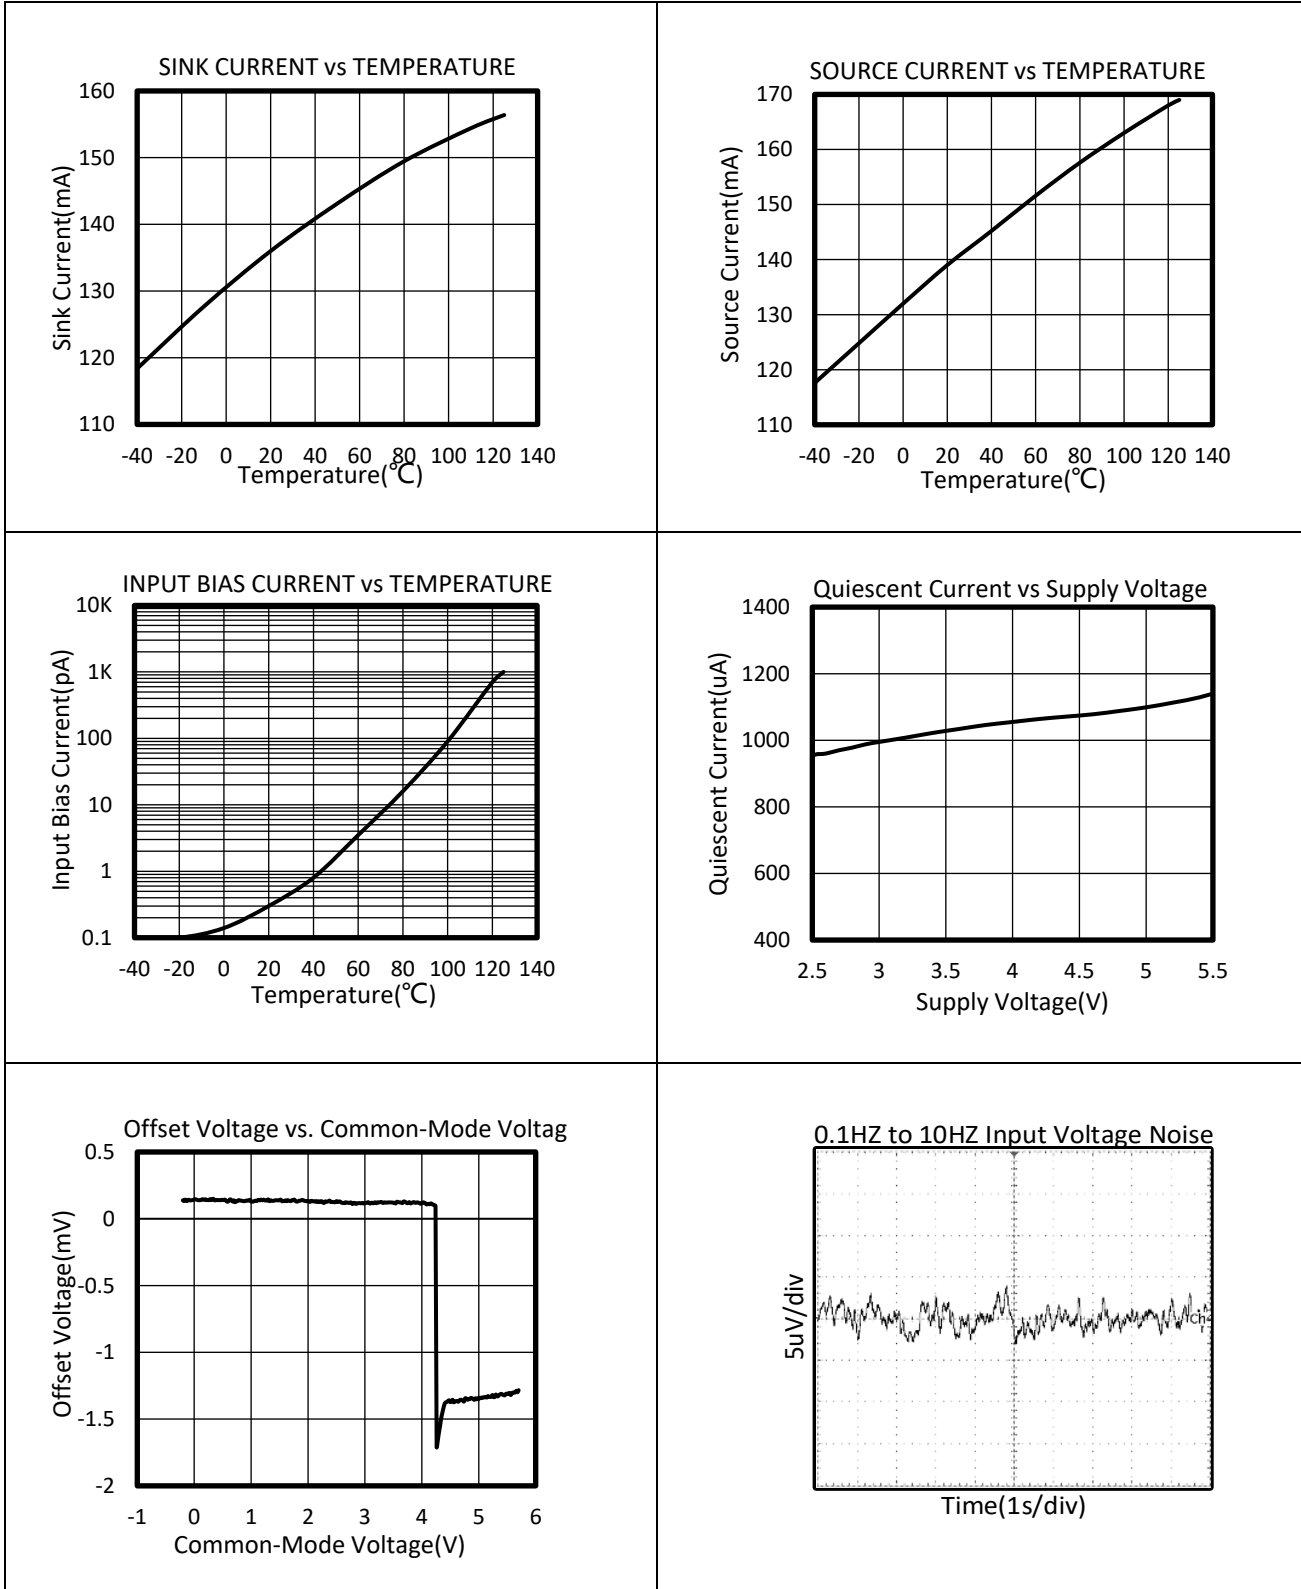 SINK CURRENT vs TEMPERATURE
160
150
140
130
120
110
Sink Current(mA)
-40 -20 0 20 40 60 80 100 120 140
Temperature(℃)
SOURCE CURRENT vs TEMPERATURE
170
160
150
140
130
120
110
Source Current(mA)
-40 -20 0 20 40 60 80 100 120 140
Temperature(℃)
INPUT BIAS CURRENT vs TEMPERATURE
10K
1K
100
10
1
0.1
Input Bias Current(pA)
-40 -20 0 20 40 60 80 100 120 140
Temperature(℃)
Quiescent Current vs Supply Voltage
1400
1200
1000
800
600
400
Quiescent Current(uA)
2.5 3 3.5 4 4.5 5 5.5
Supply Voltage(V)
Offset Voltage vs. Common-Mode Voltag
0.5
0
-0.5
-1
-1.5
-2
Offset Voltage(mV)
-1 0 1 2 3 4 5 6
Common-Mode Voltage(V)
0.1HZ to 10HZ Input Voltage Noise
5uV/div
Time(1s/div)